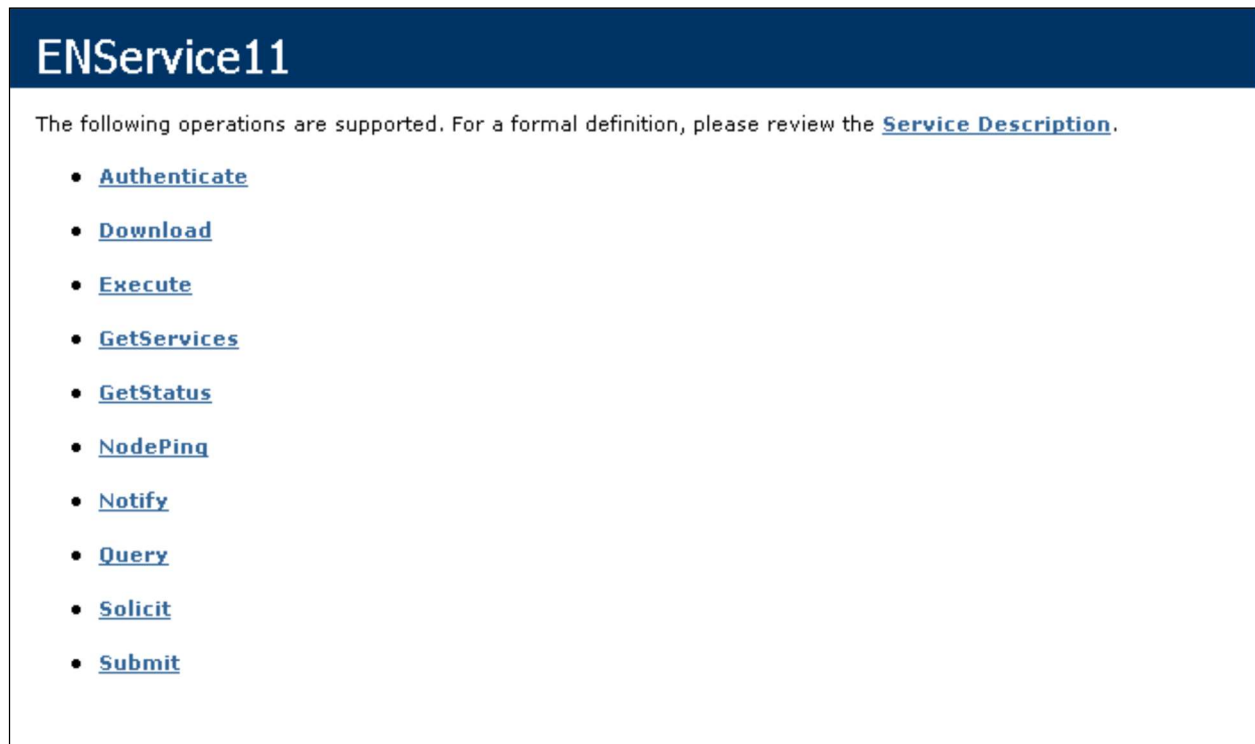 ENService11
The following operations are supported. For a formal definition, please review the Service Description.
Authenticate
Download
Execute
GetServices
GetStatus
NodePing
Notify
Query
Solicit
Submit